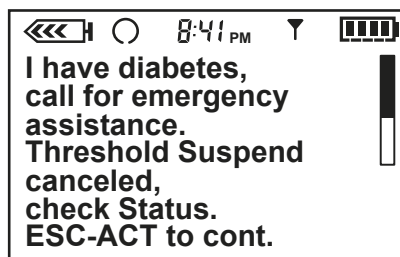 8:41 PM
I have diabetes,
call for emergency
assistance.
Threshold Suspend
canceled,
check Status.
ESC-ACT to cont.